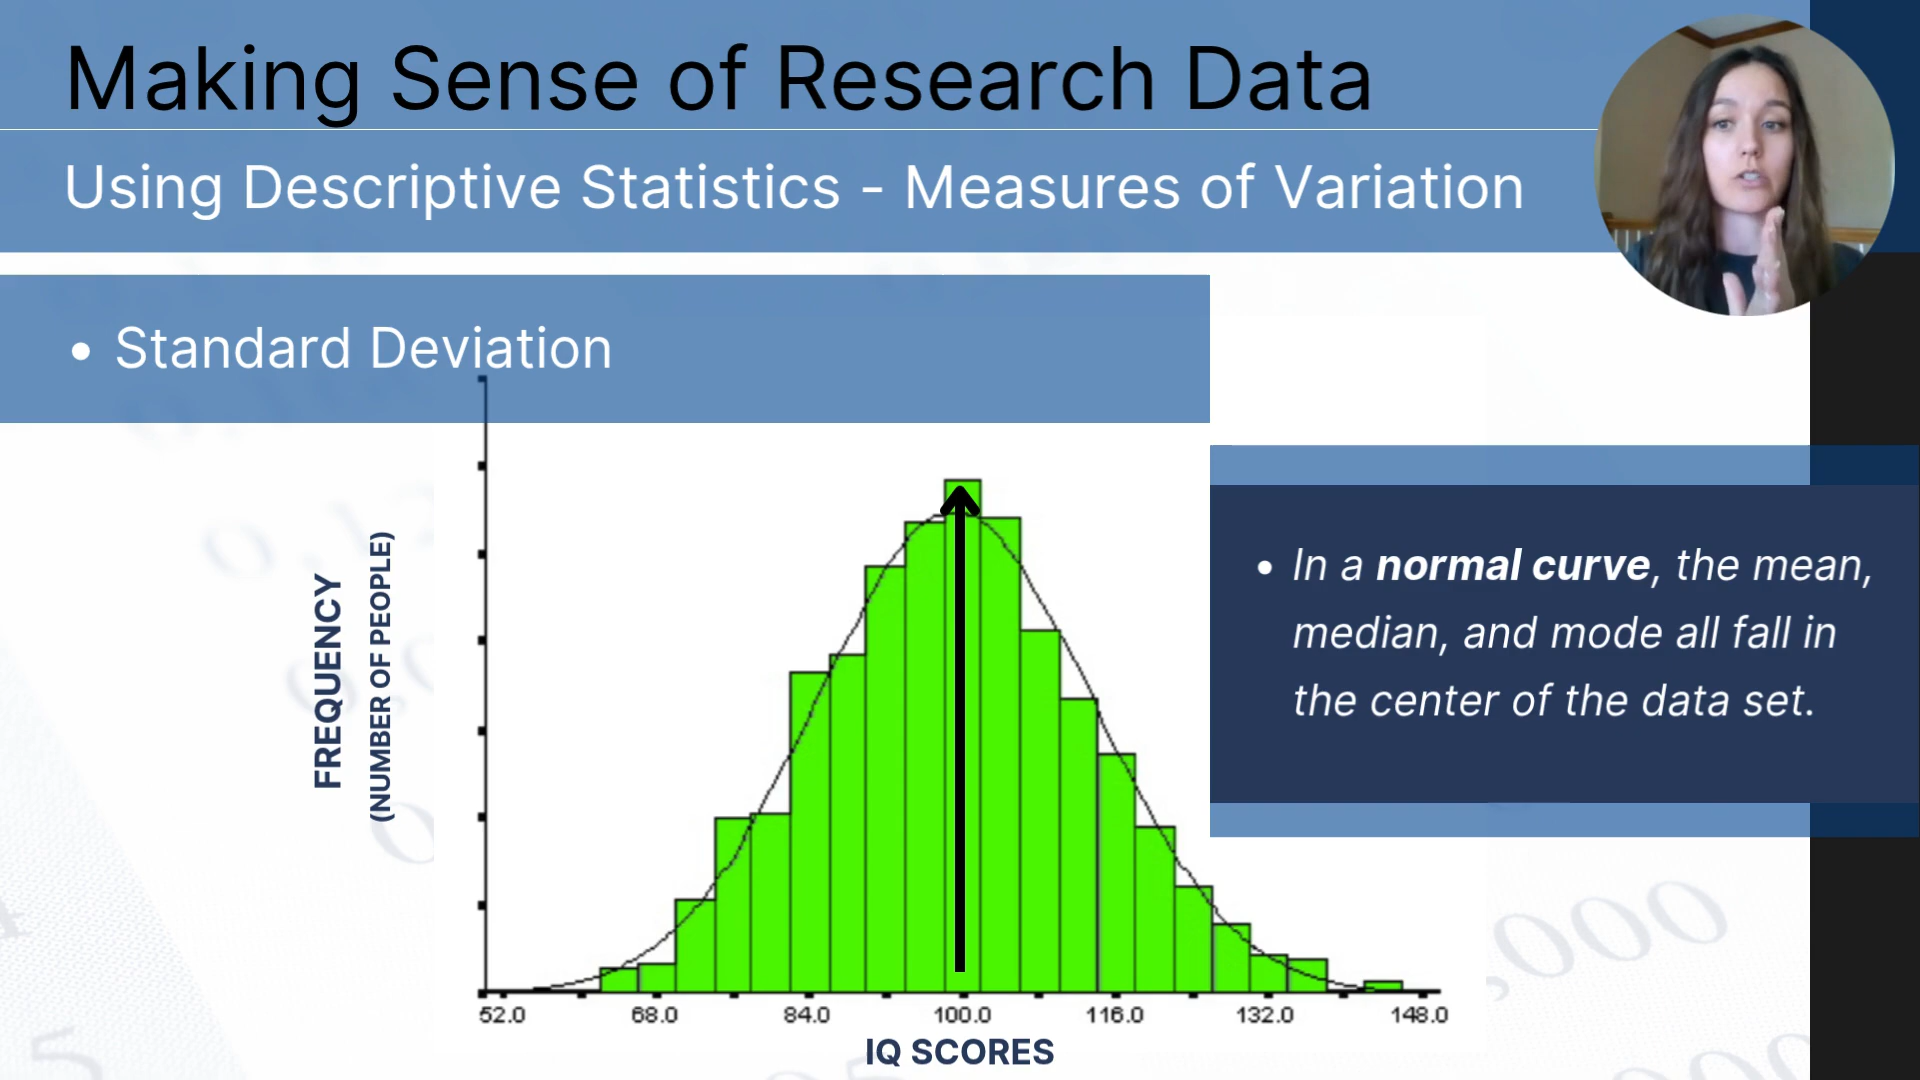 Making Sense of Research Data
Using Descriptive Statistics - Measures of Variation
• Standard Deviation
FREQUENCY
(NUMBER OF PEOPLE)
• In a normal curve, the mean,
median, and mode all fall in
the center of the data set.
52.0 68.0 84.0 100.0 116.0 132.0 148.0
IQ SCORES
,000